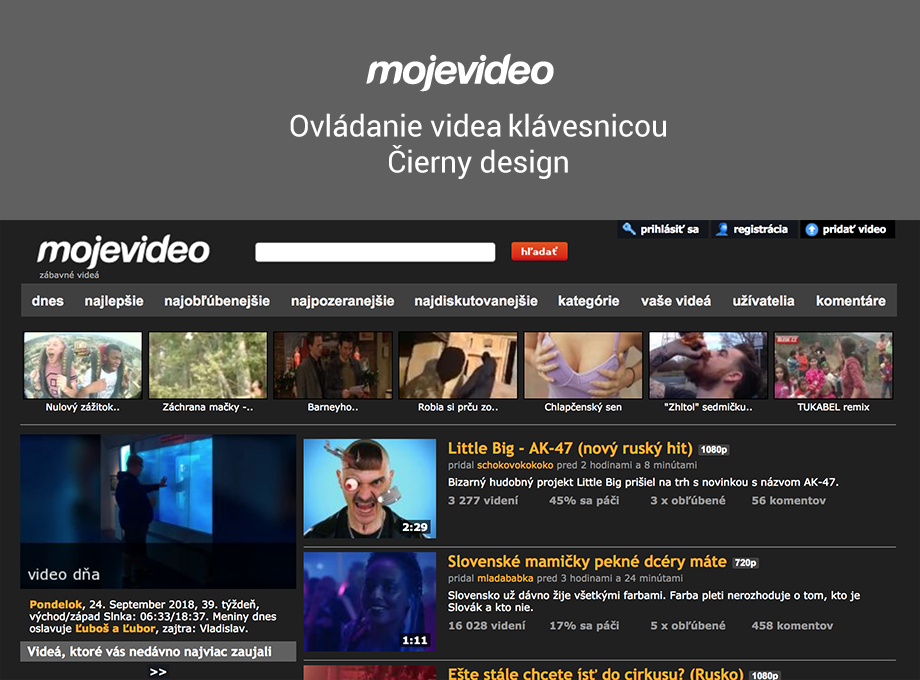 mojevideo
Ovládanie videa klávesnicou
Čierny design
prihlásiť sa
registrácia
pridať video
mojevideo
hľadať
zábavné videá
dnes
najlepšie
najobľúbenejšie
najpozeranejšie
najdiskutovanejšie
kategórie
vaše videá
užívatelia
komentáre
Nulový zážitok..
Záchrana mačky -..
Barneyho..
Robia si prču zo..
Chlapčenský sen
"Zhltol" sedmičku..
TUKABEL remix
video dňa
Pondelok, 24. September 2018, 39. týždeň,
východ/západ Slnka: 06:33/18:37. Meniny dnes
oslavuje Ľuboš a Ľubor, zajtra: Vladislav.
Videá, ktoré vás nedávno najviac zaujali
>>
2:29
Little Big - AK-47 (nový ruský hit) 1080p
pridal schokovokokoko pred 2 hodinami a 8 minútami
Bizarný hudobný projekt Little Big prišiel na trh s novinkou s názvom AK-47.
3 277 videní 45% sa páči 3 x obľúbené 56 komentov
1:11
Slovenské mamičky pekné dcéry máte 720p
pridal mladababka pred 3 hodinami a 24 minútami
Slovensko už dávno žije všetkými farbami. Farba pleti nerozhoduje o tom, kto je
Slovák a kto nie.
16 028 videní 17% sa páči 5 x obľúbené 458 komentov
Ešte stále chcete ísť do cirkusu? (Rusko) 1080p